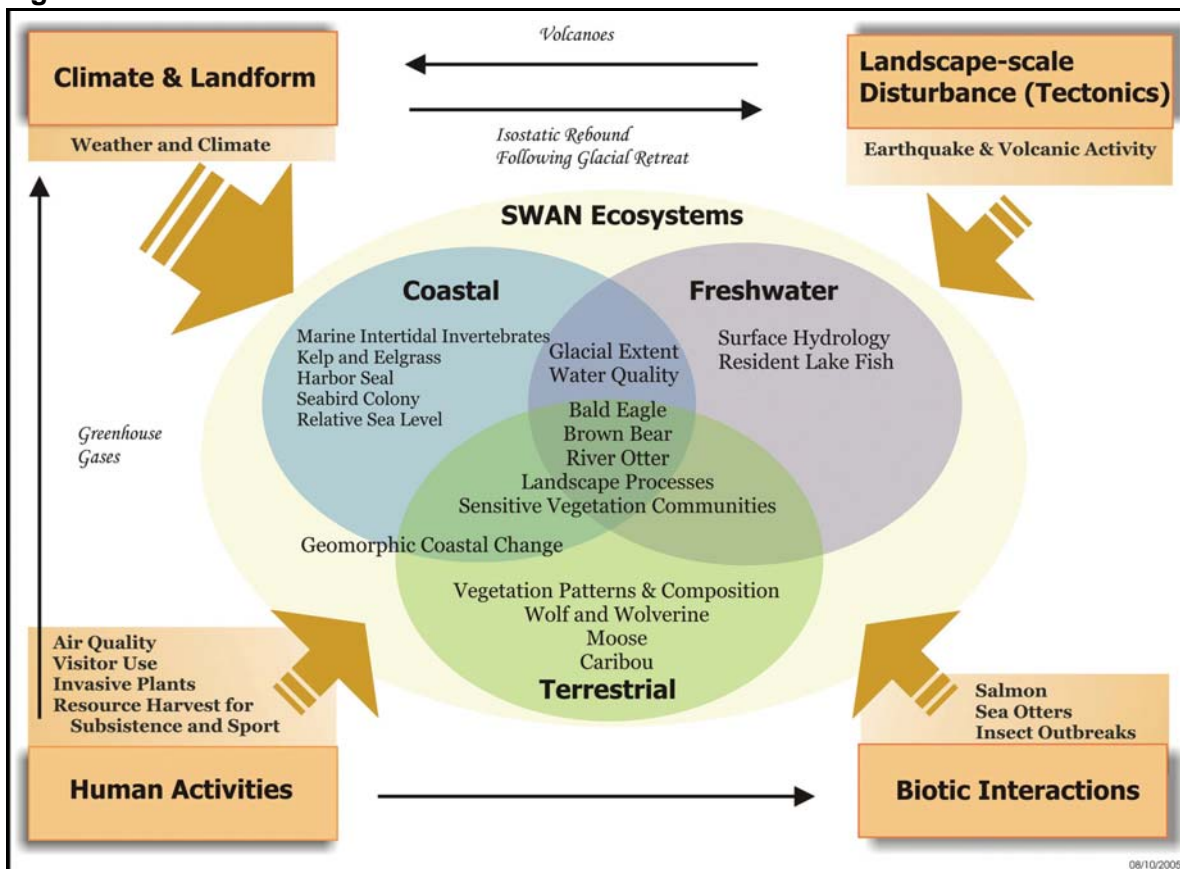 Volcanoes
Climate & Landform
Landscape-scale
Disturbance (Tectonics)
Weather and Climate
Isostatic Rebound
Following Glacial Retreat
Earthquake & Volcanic Activity
SWAN Ecosystems
Coastal
Freshwater
Marine Intertidal Invertebrates
Kelp and Eelgrass
Harbor Seal
Seabird Colony
Relative Sea Level
Glacial Extent
Water Quality
Surface Hydrology
Resident Lake Fish
Bald Eagle
Brown Bear
River Otter
Landscape Processes
Sensitive Vegetation Communities
Greenhouse
Gases
Geomorphic Coastal Change
Vegetation Patterns & Composition
Wolf and Wolverine
Moose
Caribou
Terrestrial
Air Quality
Visitor Use
Invasive Plants
Resource Harvest for
Subsistence and Sport
Human Activities
Salmon
Sea Otters
Insect Outbreaks
Biotic Interactions
08/10/2005